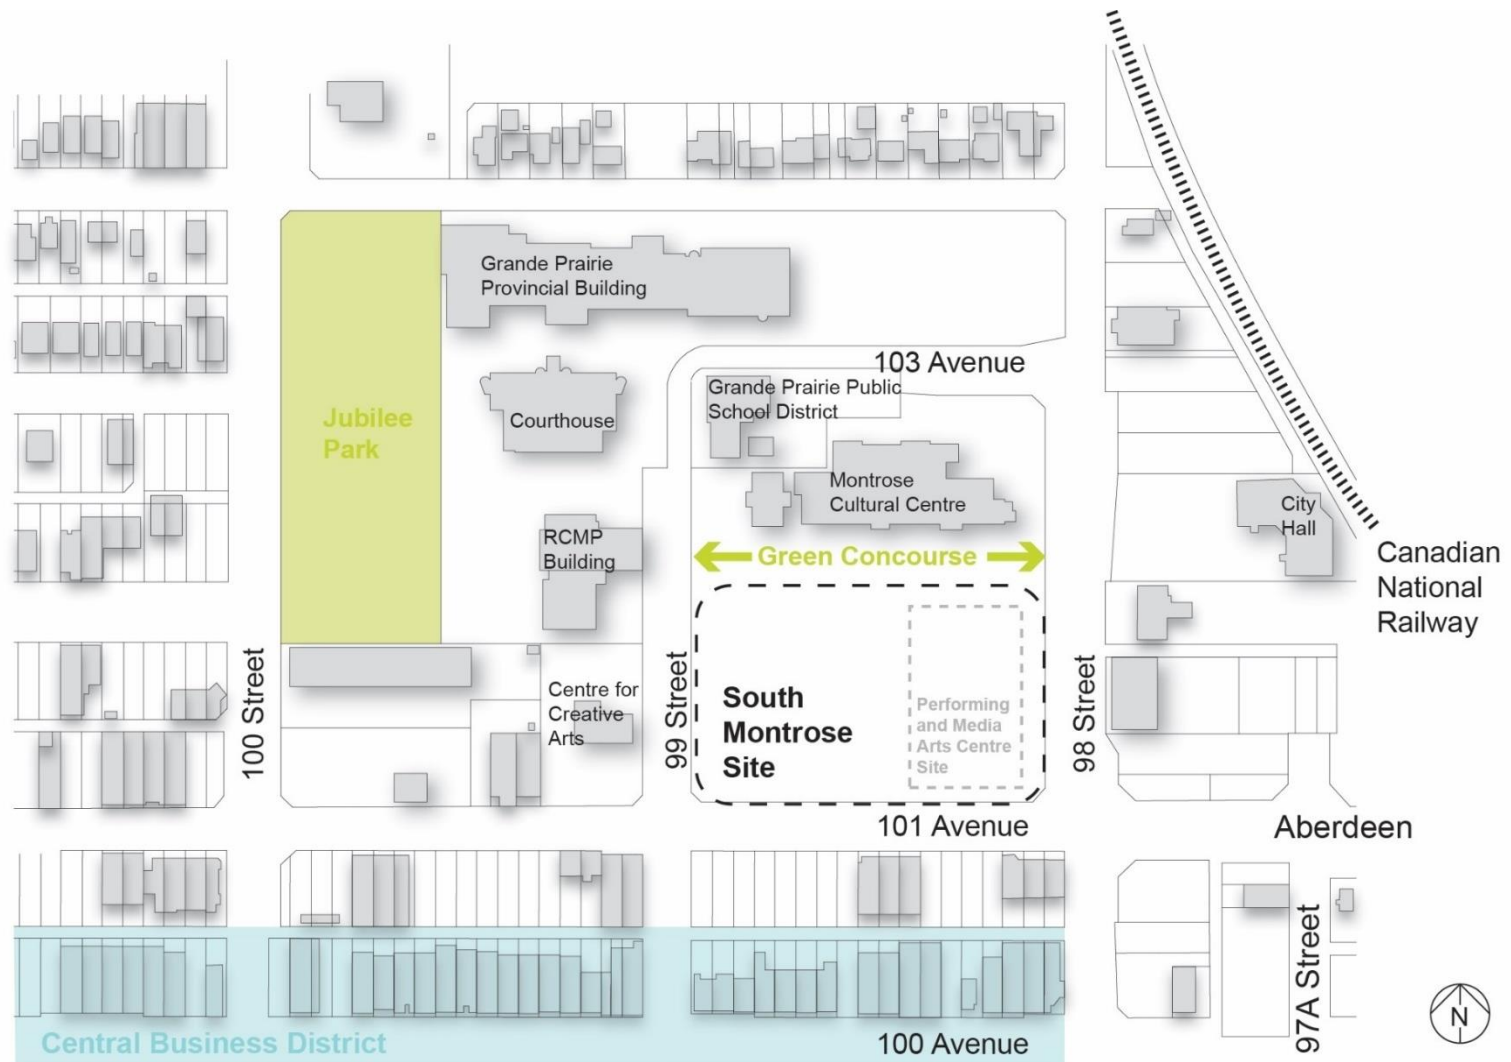 Grande Prairie
Provincial Building
103 Avenue
Grande Prairie Public
School District
Courthouse
Jubilee
Park
Montrose
Cultural Centre
City
Hall
RCMP
Building
Green Concourse
Canadian
National
Railway
100 Street
Centre for
Creative
Arts
99 Street
South
Montrose
Site
Performing
and Media
Arts Centre
Site
98 Street
101 Avenue
Aberdeen
97A Street
Central Business District
100 Avenue
N